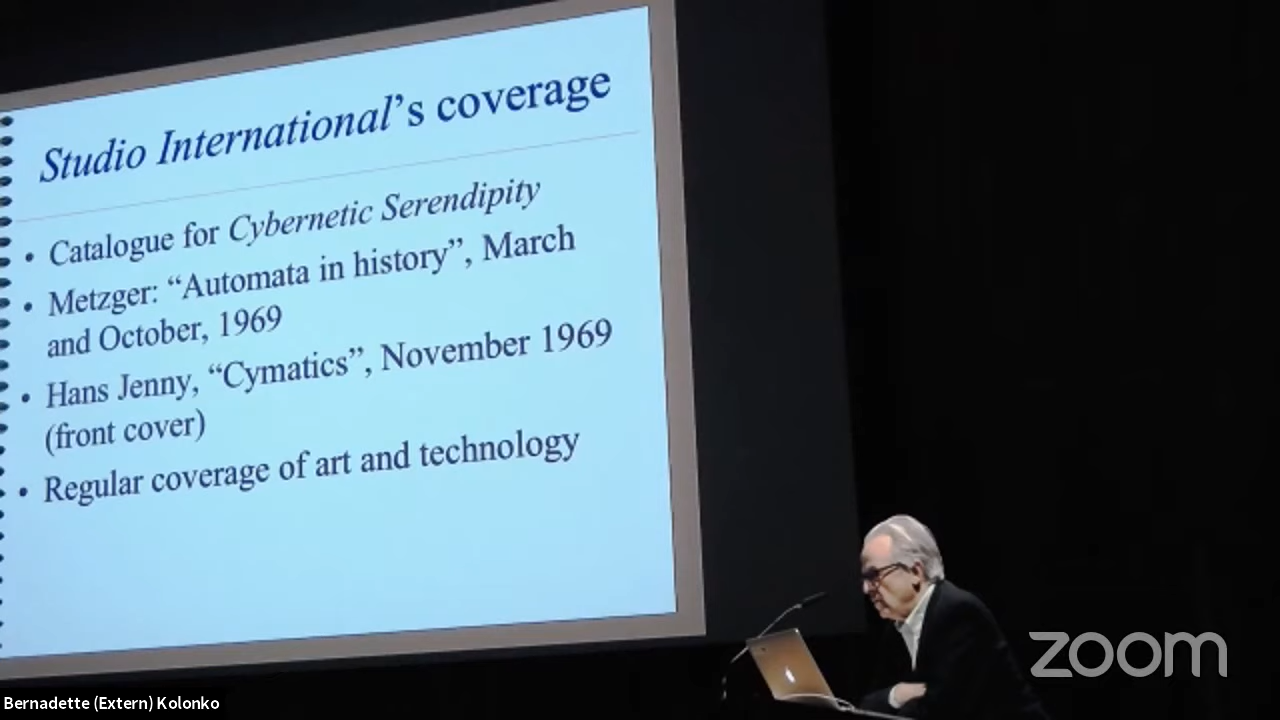 Studio International's coverage
• Catalogue for Cybernetic Serendipity
• Metzger: “Automata in history”, March
and October, 1969
• Hans Jenny, “Cymatics”, November 1969
(front cover)
• Regular coverage of art and technology
zoom
Bernadette (Extern) Kolonko